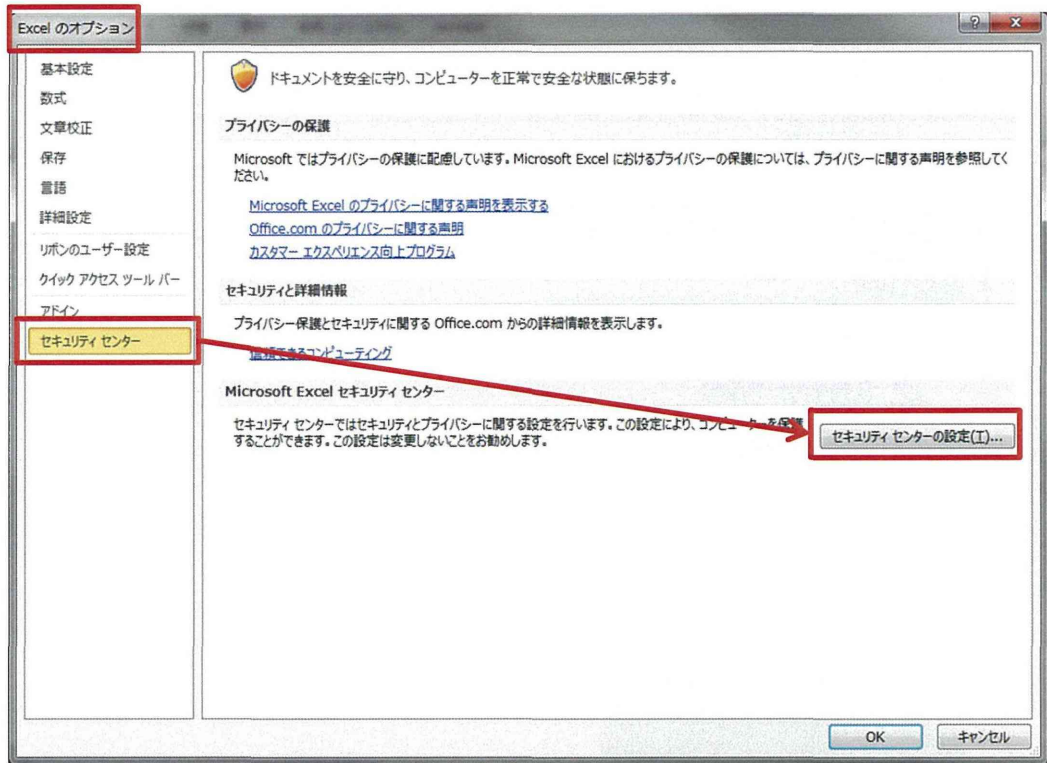 Excel のオプション
基本設定
数式
文章校正
保存
言語
詳細設定
リボンのユーザー設定
クイック アクセス ツール バー
アドイン
セキュリティ センター
ドキュメントを安全に守り、コンピューターを正常で安全な状態に保ちます。
プライバシーの保護
Microsoft ではプライバシーの保護に配慮しています。Microsoft Excel におけるプライバシーの保護については、プライバシーに関する声明を参照してく
ださい。
Microsoft Excel のプライバシーに関する声明を表示する
Office.com のプライバシーに関する声明
カスタマー エクスペリエンス向上プログラム
セキュリティと詳細情報
プライバシー保護とセキュリティに関する Office.com からの詳細情報を表示します。
信頼できるコンピューティング
Microsoft Excel セキュリティ センター
セキュリティ センターではセキュリティとプライバシーに関する設定を行います。この設定により、コンピューターを保護
することができます。この設定は変更しないことをお勧めします。
セキュリティ センターの設定(T)...
OK
キャンセル